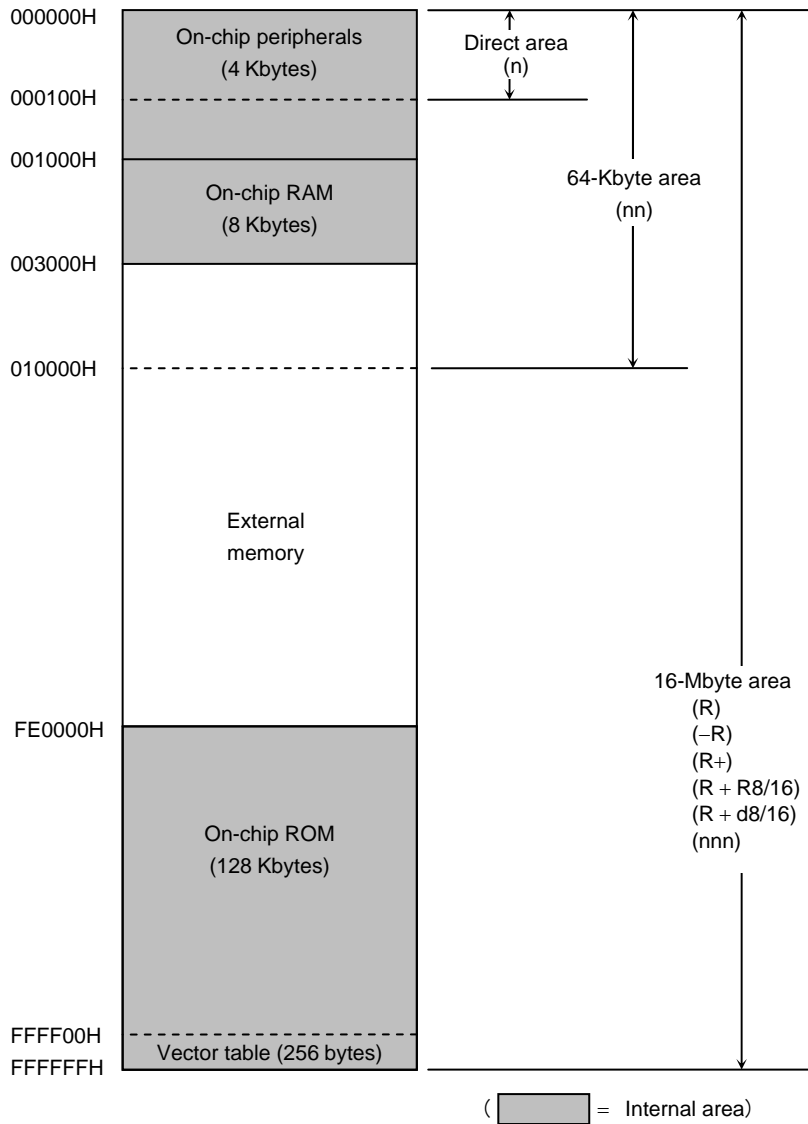 000000H
On-chip peripherals
(4 Kbytes)
Direct area
(n)
000100H
001000H
On-chip RAM
(8 Kbytes)
64-Kbyte area
(nn)
003000H
010000H
External
memory
16-Mbyte area
(R)
(−R)
(R+)
(R + R8/16)
(R + d8/16)
(nnn)
FE0000H
On-chip ROM
(128 Kbytes)
FFFF00H
Vector table (256 bytes)
FFFFFFH
( = Internal area)